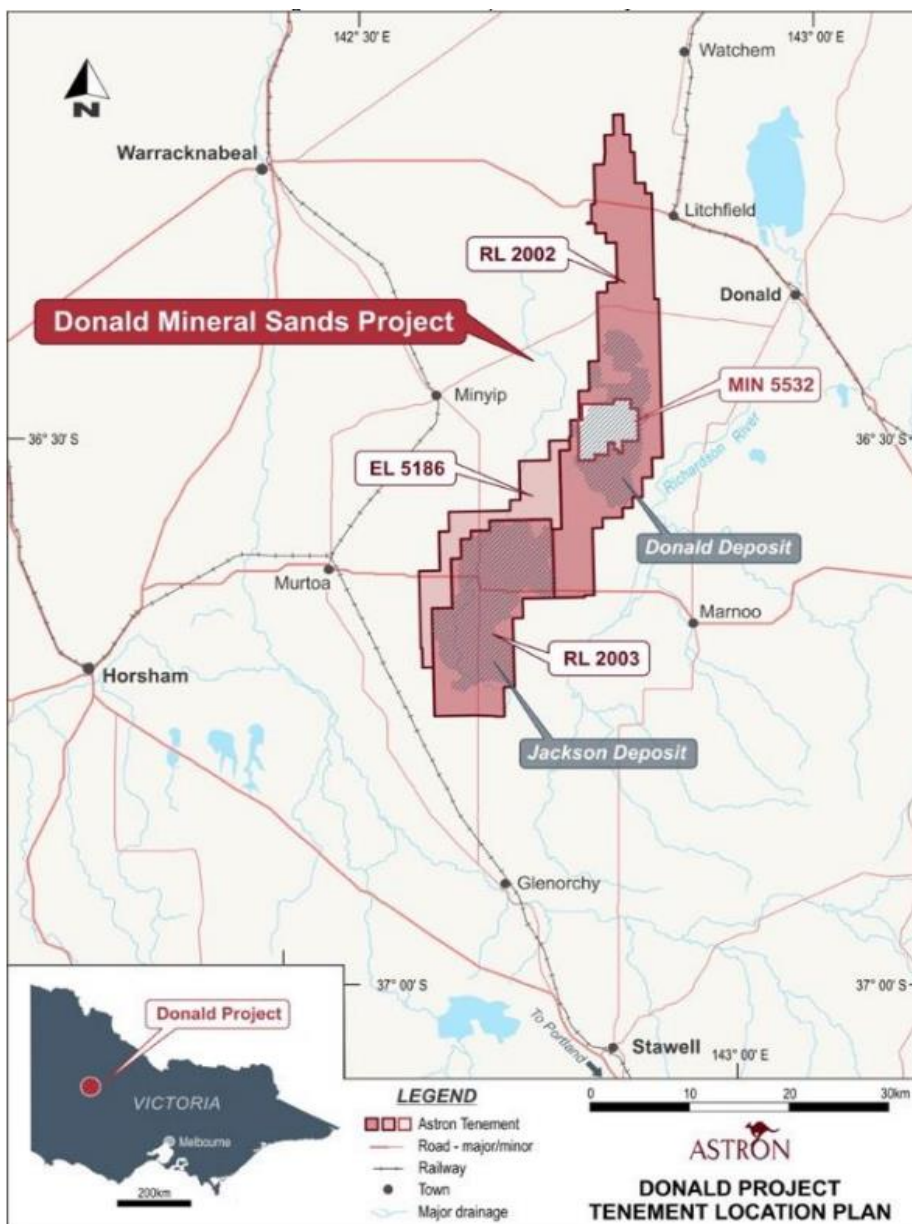 142° 30' E
143° 00' E
Watchem
N
Warracknabeal
Litchfield
RL 2002
Donald
Donald Mineral Sands Project
MIN 5532
Minyip
36° 30' S
36° 30' S
Richardson River
EL 5186
Donald Deposit
Murtoa
Marnoo
RL 2003
Horsham
Jackson Deposit
Glenorchy
37° 00' S
37° 00' S
To Portland
Stawell
143° 00' E
Donald Project
VICTORIA
Melbourne
200km
LEGEND
Astron Tenement
Road - major/minor
Railway
Town
Major drainage
0 10 20 30km
ASTRON
DONALD PROJECT
TENEMENT LOCATION PLAN